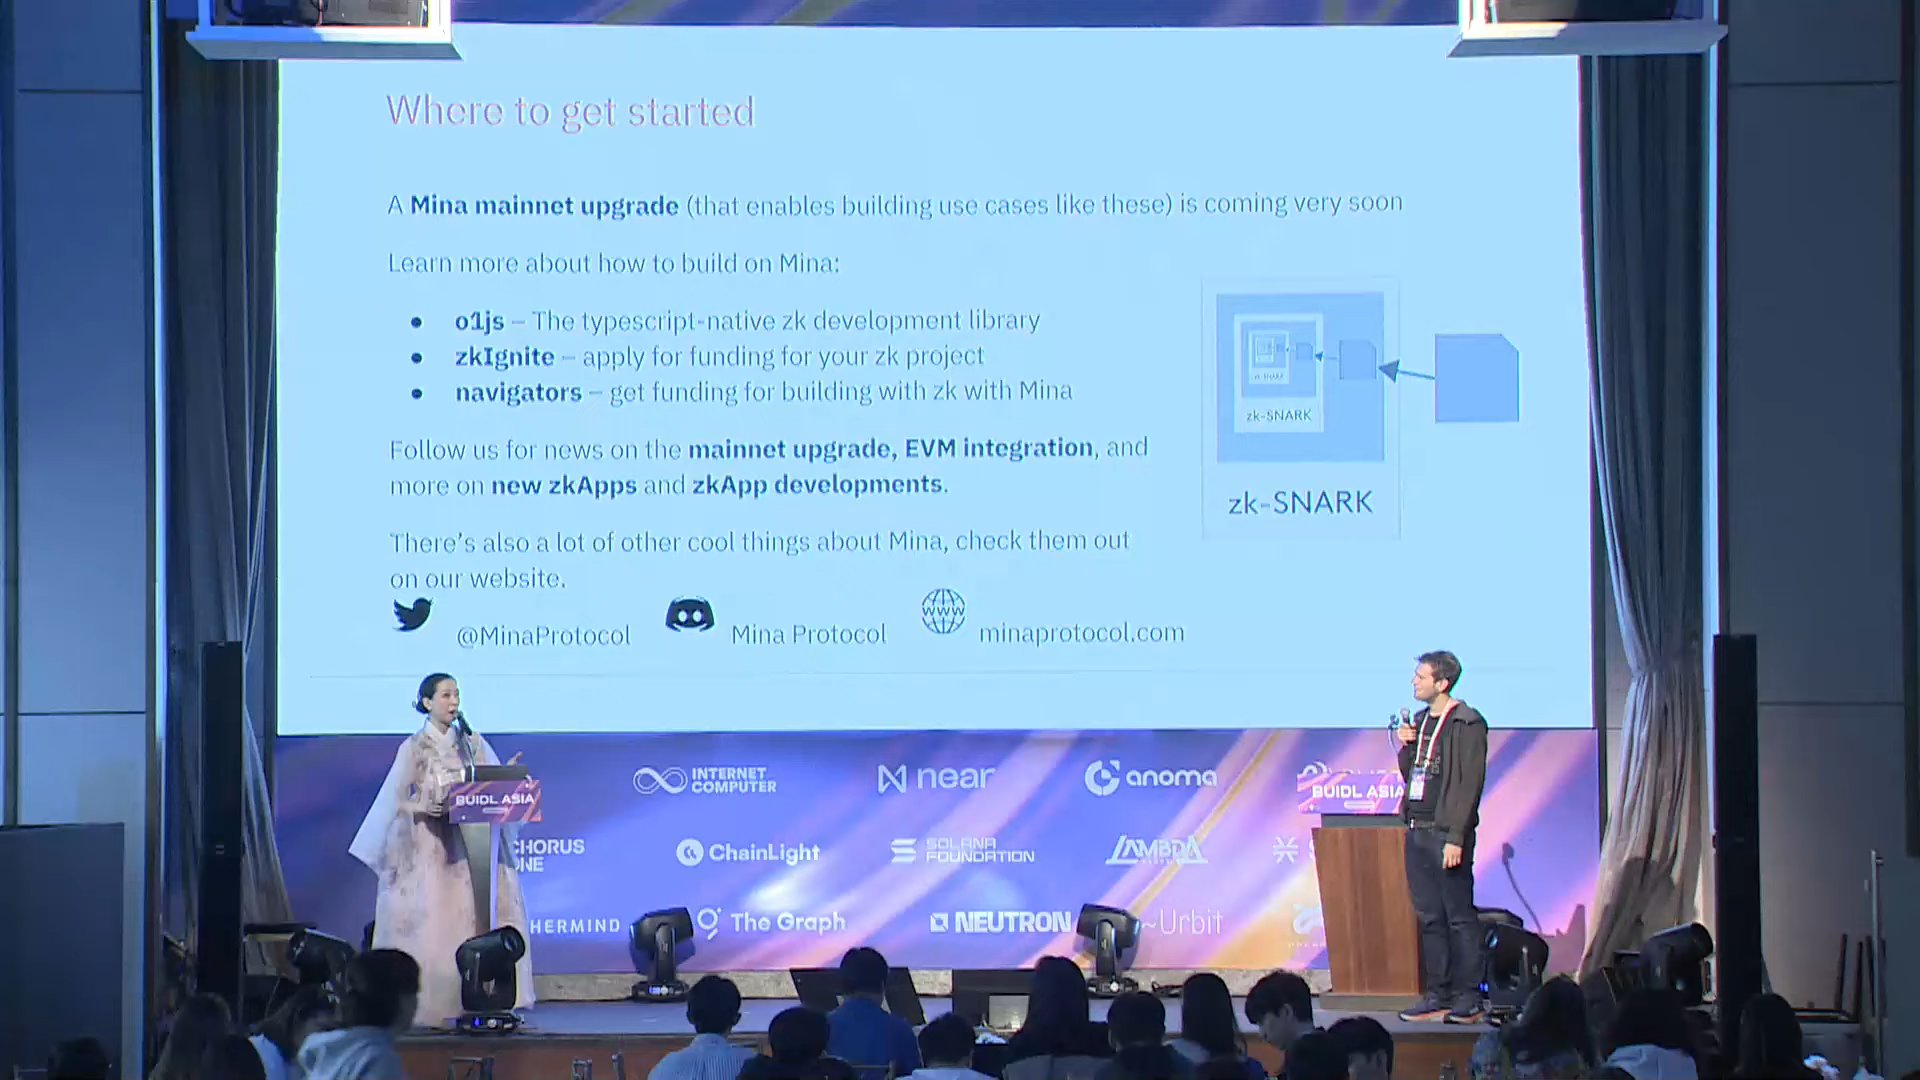 Where to get started
A Mina mainnet upgrade (that enables building use cases like these) is coming very soon
Learn more about how to build on Mina:
● o1js – The typescript-native zk development library
● zkIgnite – apply for funding for your zk project
● navigators – get funding for building with zk with Mina
Follow us for news on the mainnet upgrade, EVM integration, and
more on new zkApps and zkApp developments.
There's also a lot of other cool things about Mina, check them out
on our website.
@MinaProtocol
Mina Protocol
www
minaprotocol.com
zk-SNARK
zk-SNARK
INTERNET
COMPUTER
near
anoma
BUIDL ASIA
BUIDL ASIA
CHORUS
ONE
ChainLight
SOLANA
FOUNDATION
LAMBDA
HERMIND
The Graph
NEUTRON
~Urbit